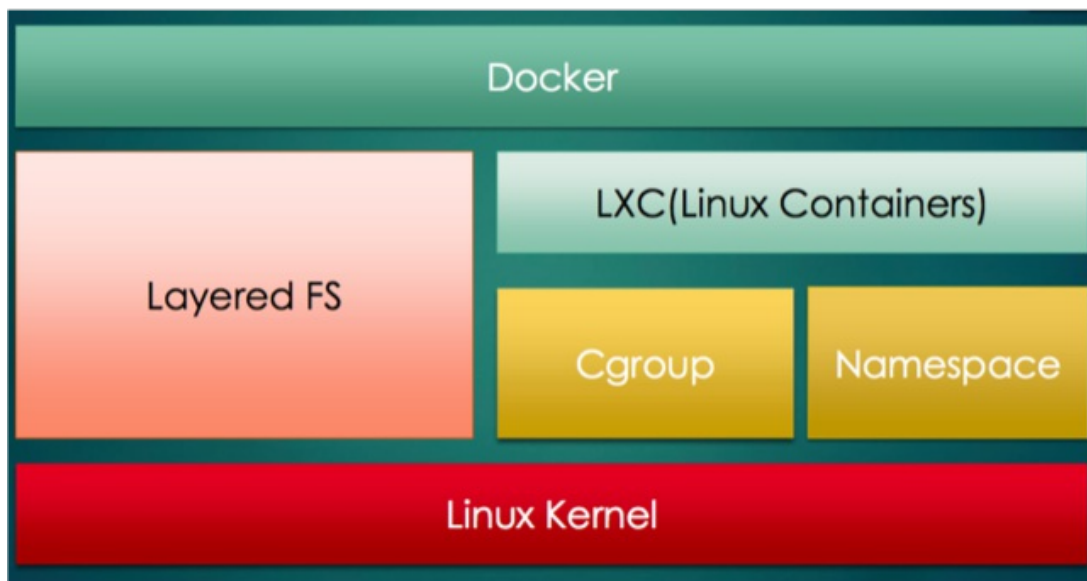 Docker
LXC(Linux Containers)
Layered FS
Cgroup
Namespace
Linux Kernel